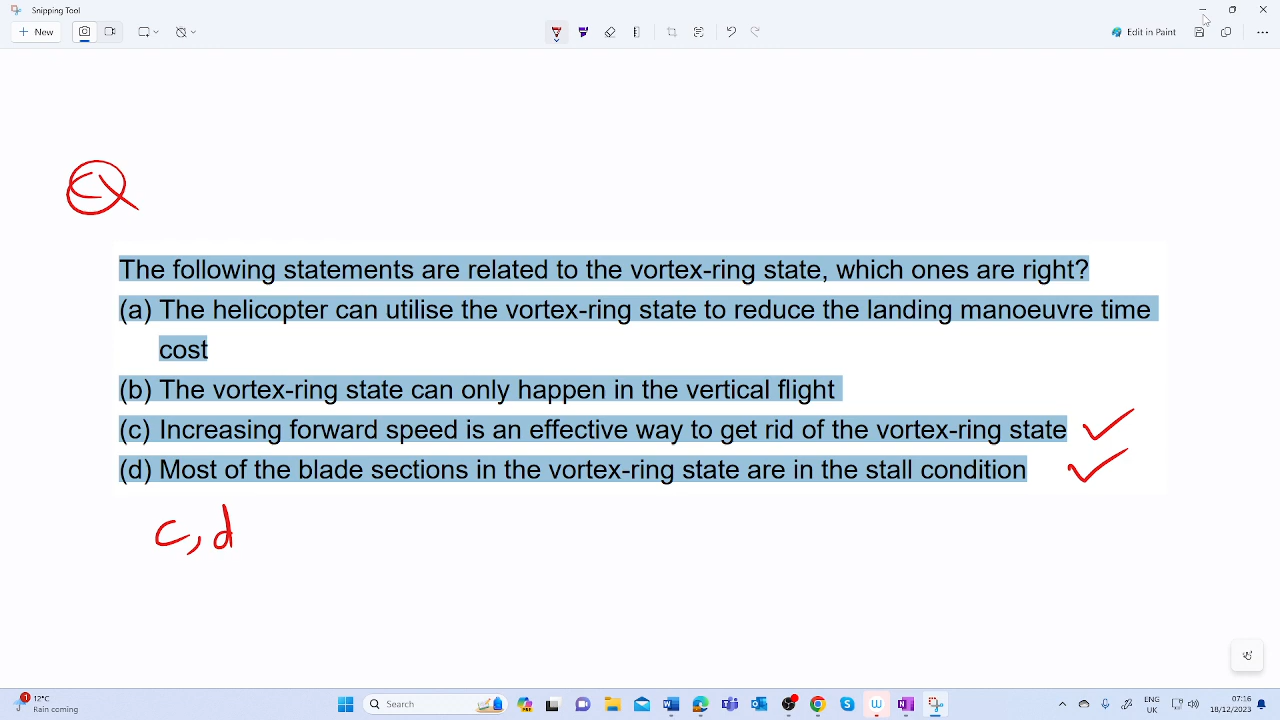 Snipping Tool
New
Edit in Paint
The following statements are related to the vortex-ring state, which ones are right?
(a) The helicopter can utilise the vortex-ring state to reduce the landing manoeuvre time
cost
(b) The vortex-ring state can only happen in the vertical flight
(c) Increasing forward speed is an effective way to get rid of the vortex-ring state
(d) Most of the blade sections in the vortex-ring state are in the stall condition
c, d
1
12°C
Rain coming
Search
ENG
UK
07:16
18/12/2023